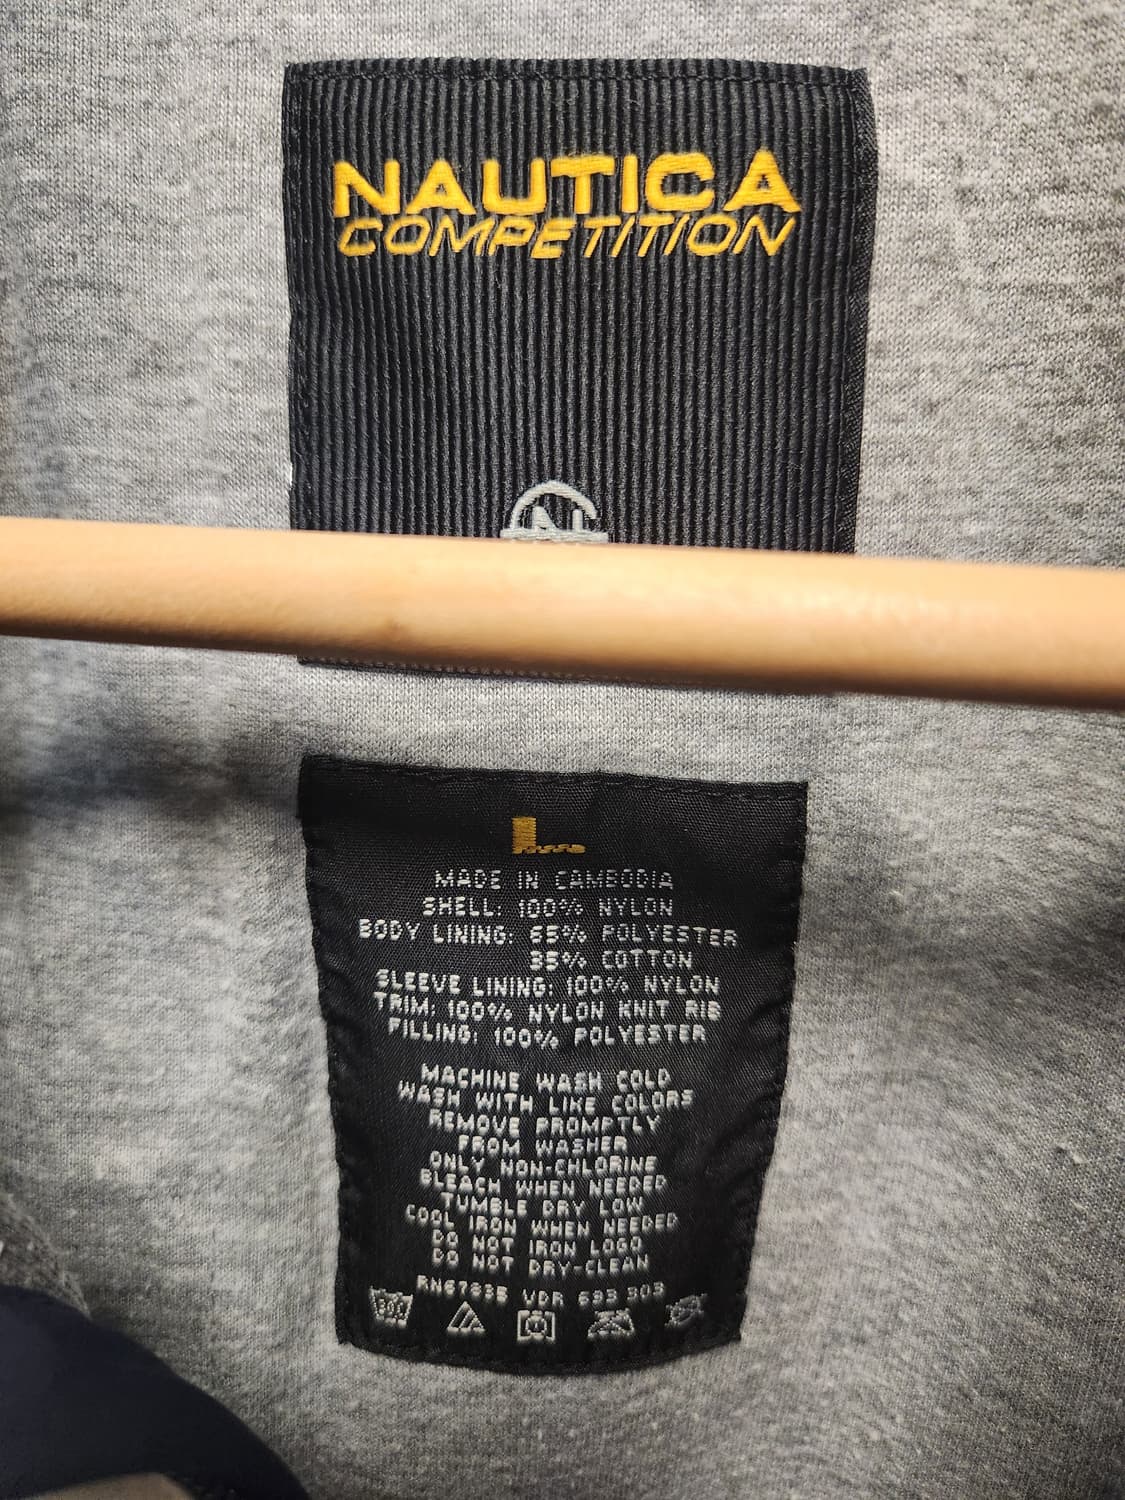 NAUTICA
COMPETITION
N
L
MADE IN CAMBODIA
SHELL: 100% NYLON
BODY LINING: 65% POLYESTER
35% COTTON
SLEEVE LINING: 100% NYLON
TRIM: 100% NYLON KNIT RIB
FILLING: 100% POLYESTER
MACHINE WASH COLD
WASH WITH LIKE COLORS
REMOVE PROMPTLY
FROM WASHER
ONLY NON-CHLORINE
BLEACH WHEN NEEDED
TUMBLE DRY LOW
COOL IRON WHEN NEEDED
DO NOT IRON LOGO
DO NOT DRY-CLEAN
RN67835 VDR 693 303